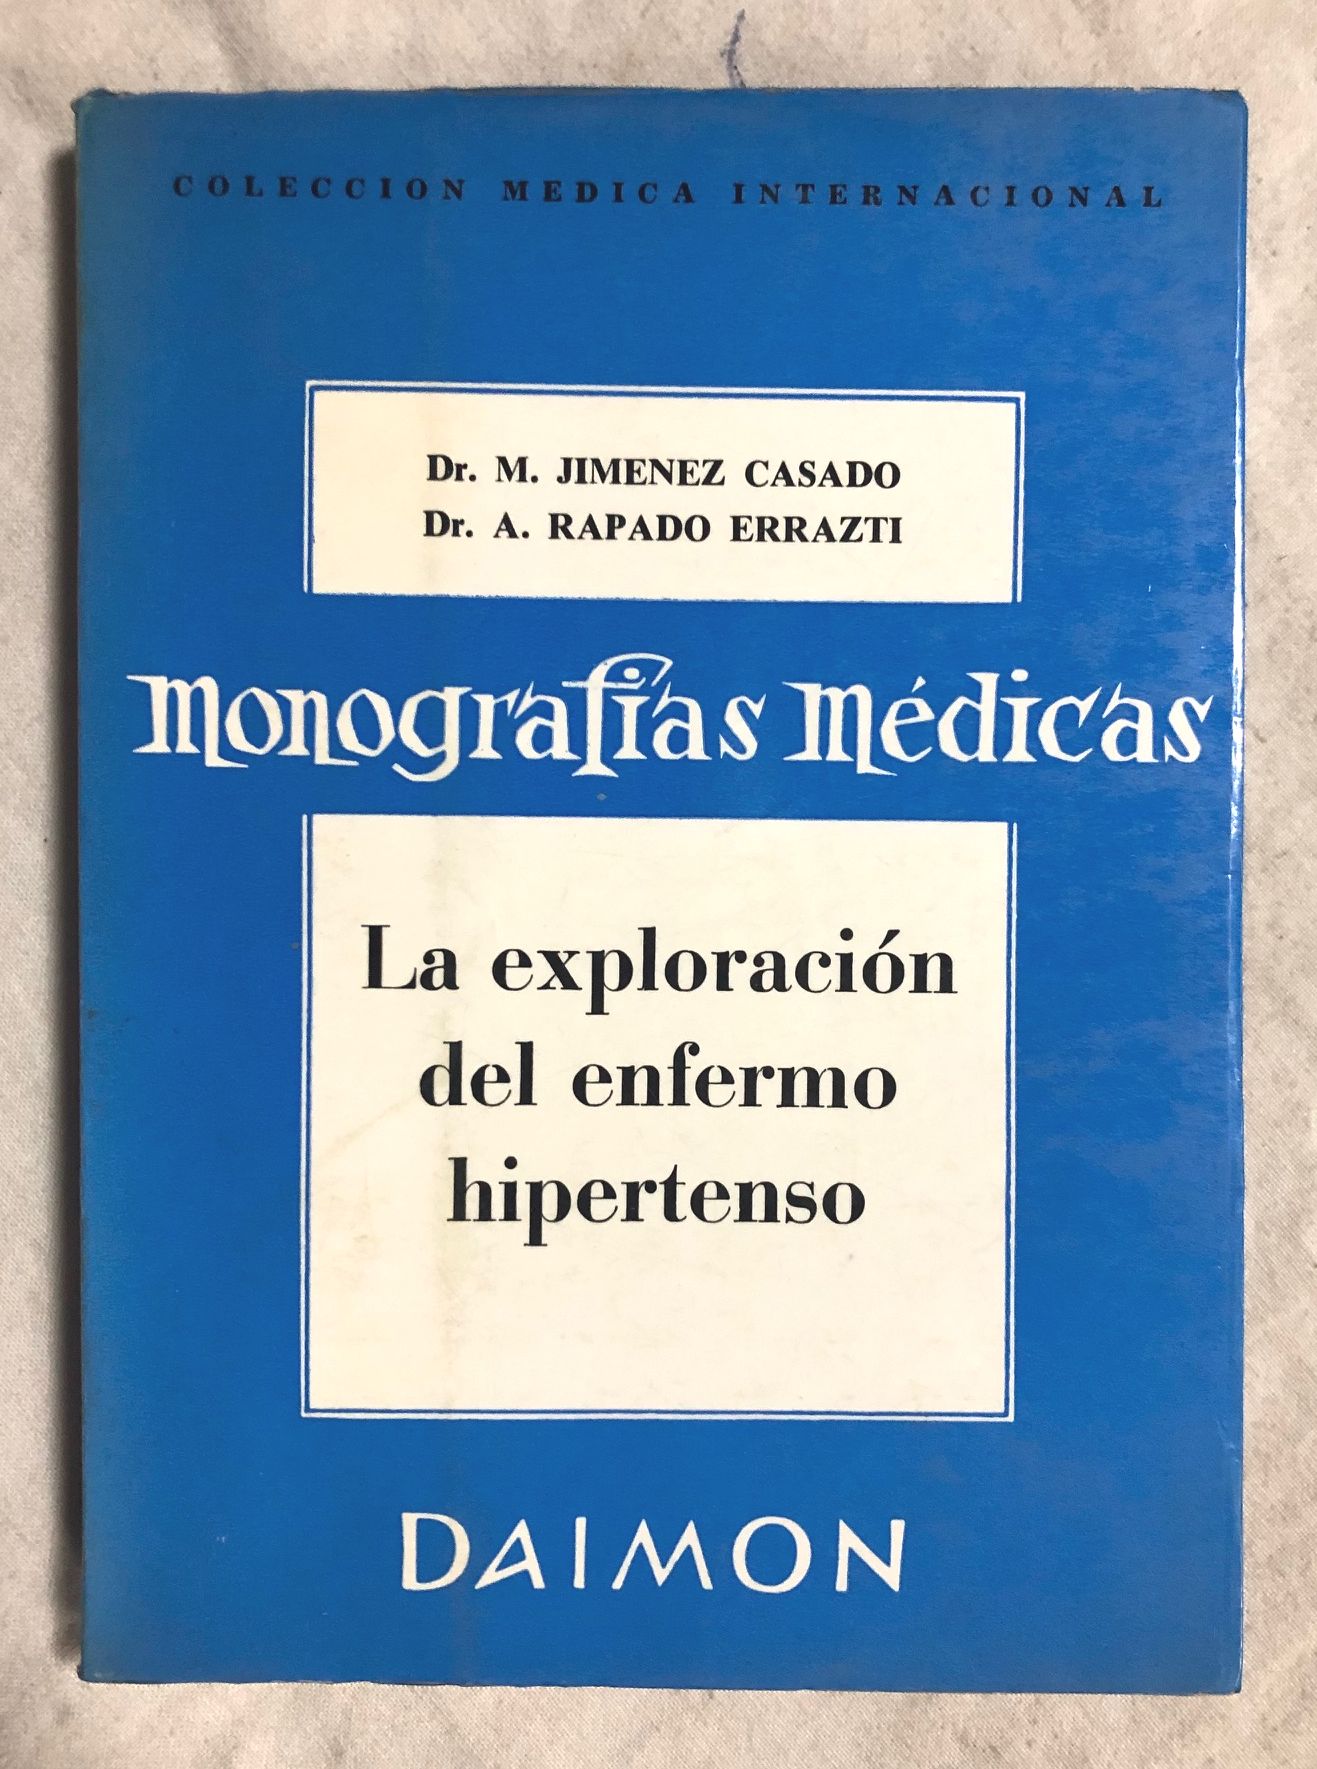 COLECCION MEDICA INTERNACIONAL
Dr. M. JIMENEZ CASADO
Dr. A. RAPADO ERRAZTI
Monografías Médicas
La exploración
del enfermo
hipertenso
DAIMON